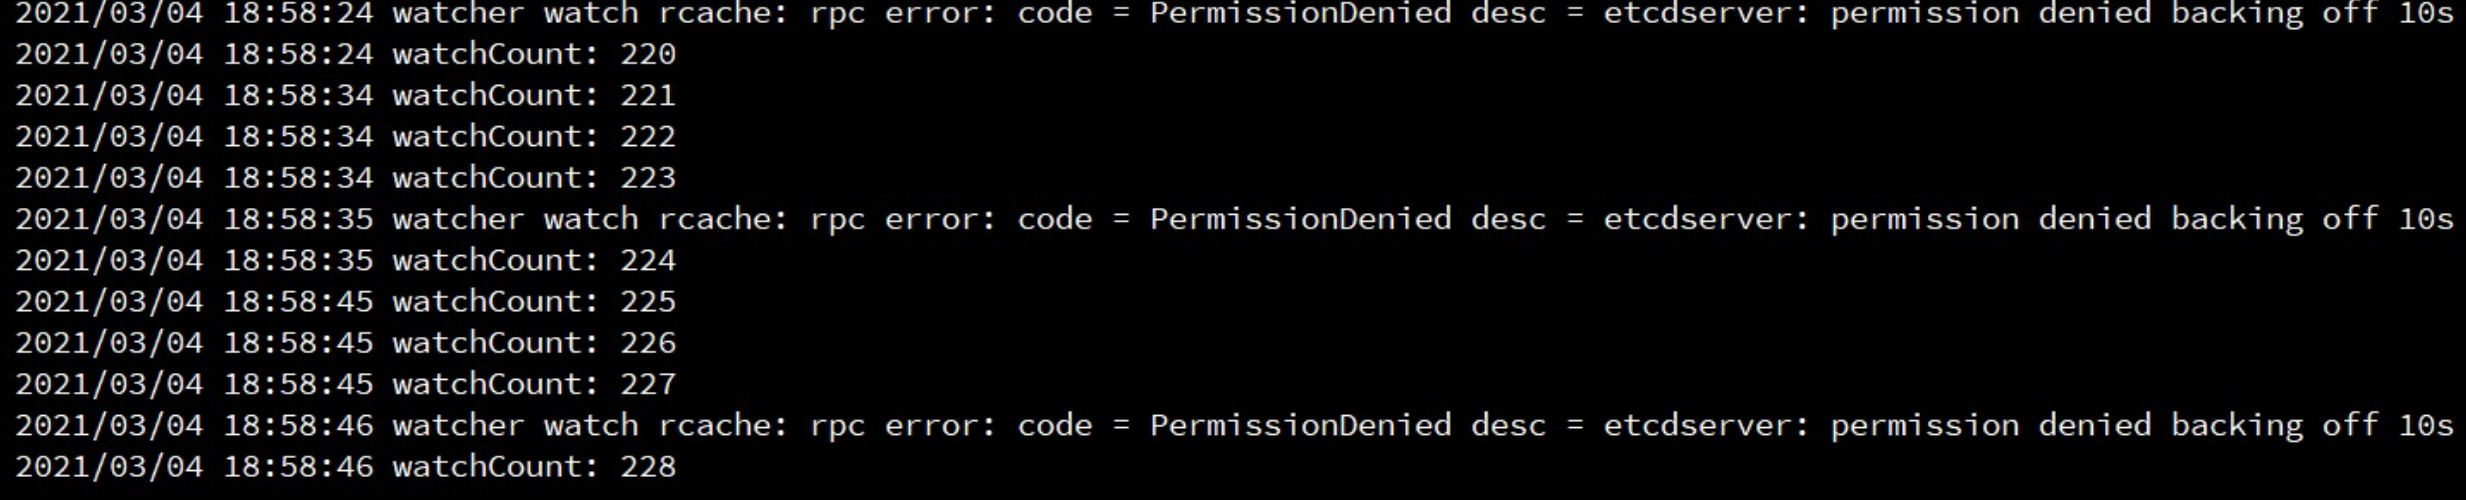 2021/03/04 18:58:24 watcher watch rcache: rpc error: code = PermissionDenied desc = etcdserver: permission denied backing off 10s
2021/03/04 18:58:24 watchCount: 220
2021/03/04 18:58:34 watchCount: 221
2021/03/04 18:58:34 watchCount: 222
2021/03/04 18:58:34 watchCount: 223
2021/03/04 18:58:35 watcher watch rcache: rpc error: code = PermissionDenied desc = etcdserver: permission denied backing off 10s
2021/03/04 18:58:35 watchCount: 224
2021/03/04 18:58:45 watchCount: 225
2021/03/04 18:58:45 watchCount: 226
2021/03/04 18:58:45 watchCount: 227
2021/03/04 18:58:46 watcher watch rcache: rpc error: code = PermissionDenied desc = etcdserver: permission denied backing off 10s
2021/03/04 18:58:46 watchCount: 228